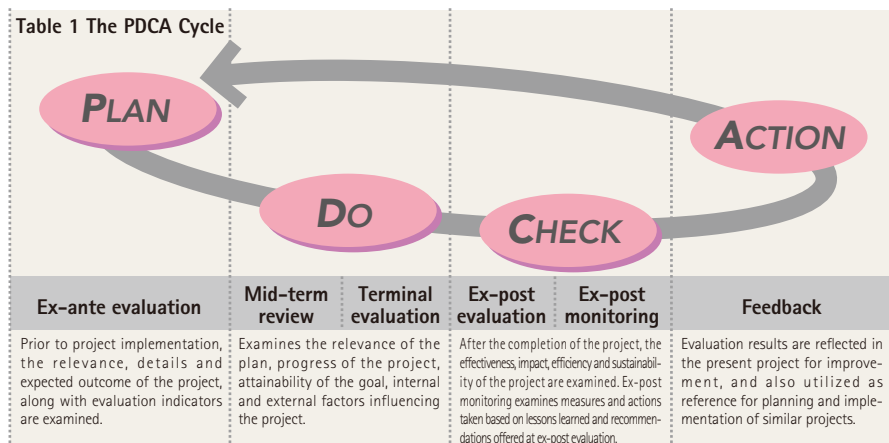 Table 1 The PDCA Cycle
PLAN
ACTION
DO
CHECK
Ex-ante evaluation
Mid-term
review
Terminal
evaluation
Ex-post
evaluation
Ex-post
monitoring
Feedback
Prior to project implementation,
the relevance, details and
expected outcome of the project,
along with evaluation indicators
are examined.
Examines the relevance of the
plan, progress of the project,
attainability of the goal, internal
and external factors influencing
the project.
After the completion of the project, the
effectiveness, impact, efficiency and sustainabil-
ity of the project are examined. Ex-post
monitoring examines measures and actions
taken based on lessons learned and recommen-
dations offered at ex-post evaluation.
Evaluation results are reflected in
the present project for improve-
ment, and also utilized as
reference for planning and imple-
mentation of similar projects.